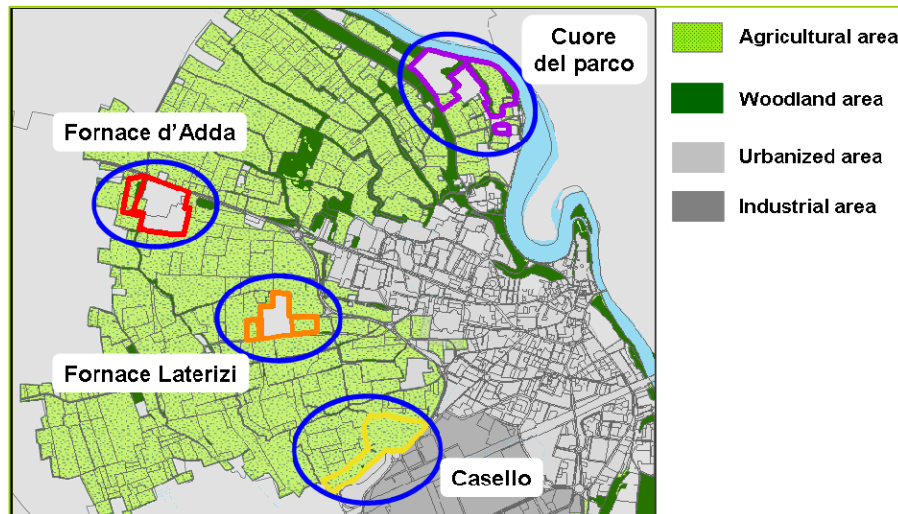 Cuore
del parco
Fornace d'Adda
Fornace Laterizi
Casello
Agricultural area
Woodland area
Urbanized area
Industrial area